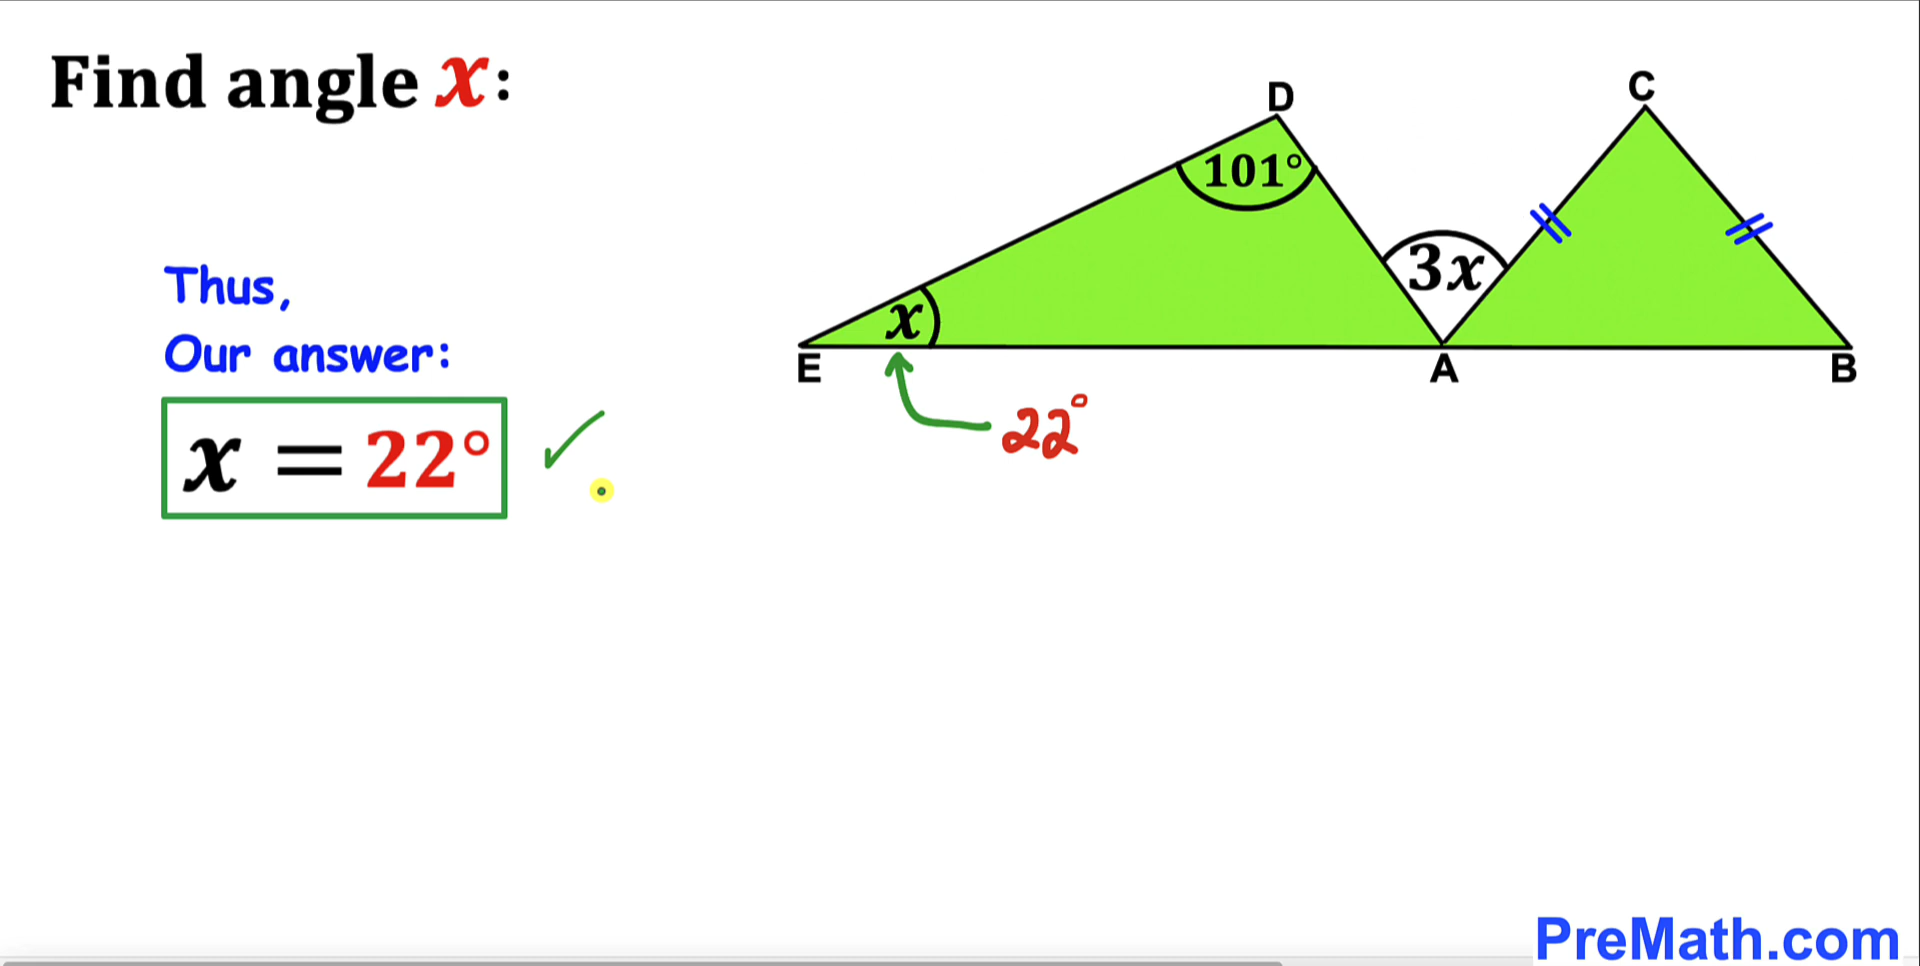 Find angle x:
D
C
101°
3x
x
Thus,
Our answer:
E
A
B
22°
x = 22°
PreMath.com